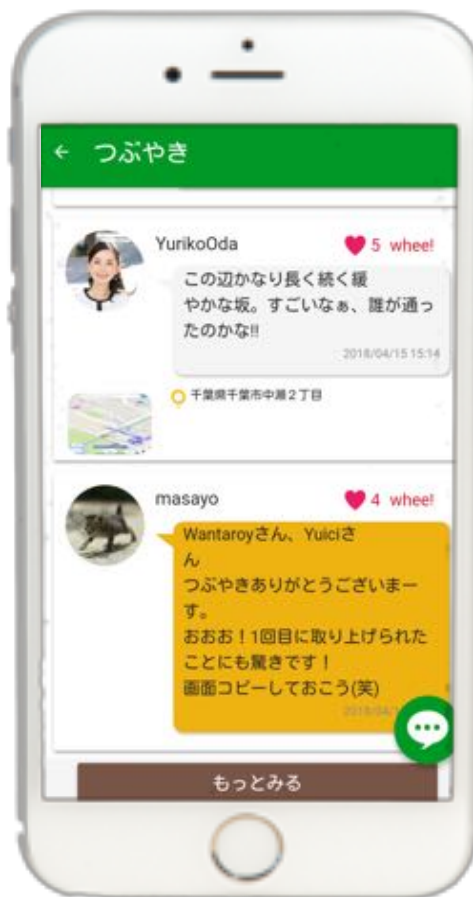 ← つぶやき
YurikoOda
5 whee!
この辺かなり長く続く緩
やかな坂。すごいなぁ、誰が通っ
たのかな!!
2018/04/15 15:14
千葉県千葉市中瀬2丁目
masayo
4 whee!
Wantaroyさん、Yuiciさ
ん
つぶやきありがとうございまー
す。
おおお！1回目に取り上げられた
ことにも驚きです！
画面コピーしておこう(笑)
もっとみる